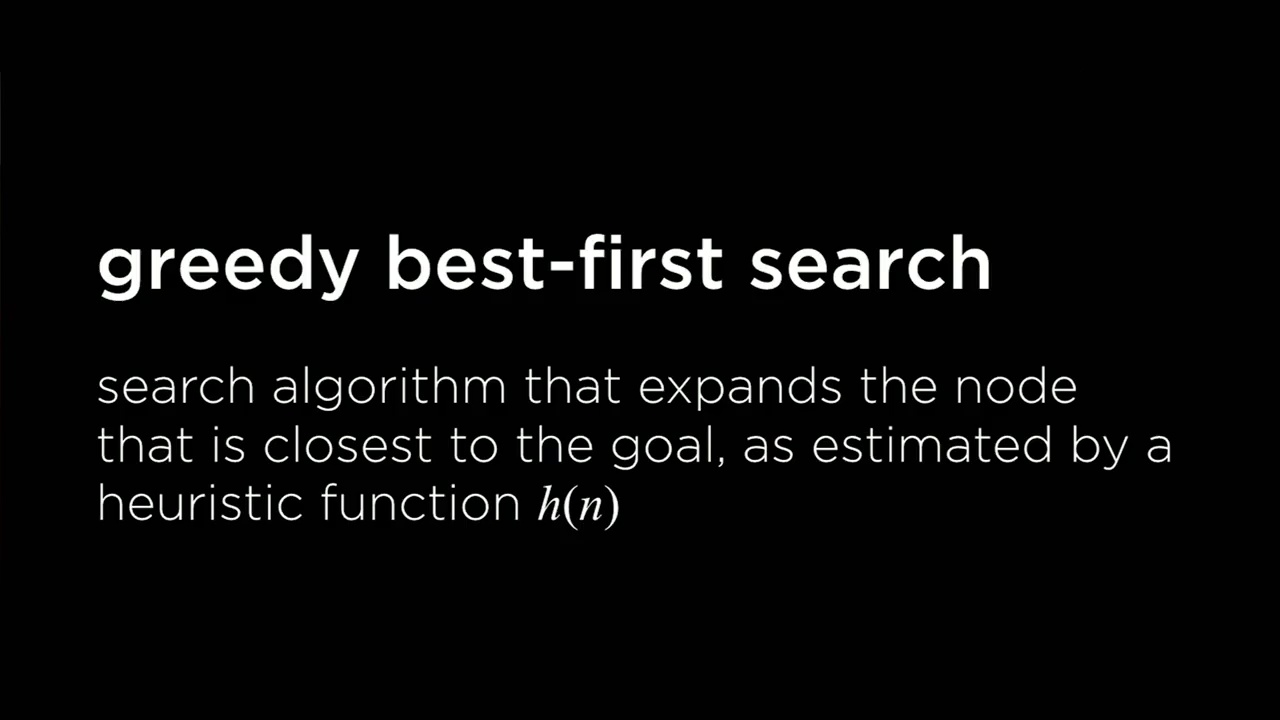 greedy best-first search
search algorithm that expands the node
that is closest to the goal, as estimated by a
heuristic function h(n)